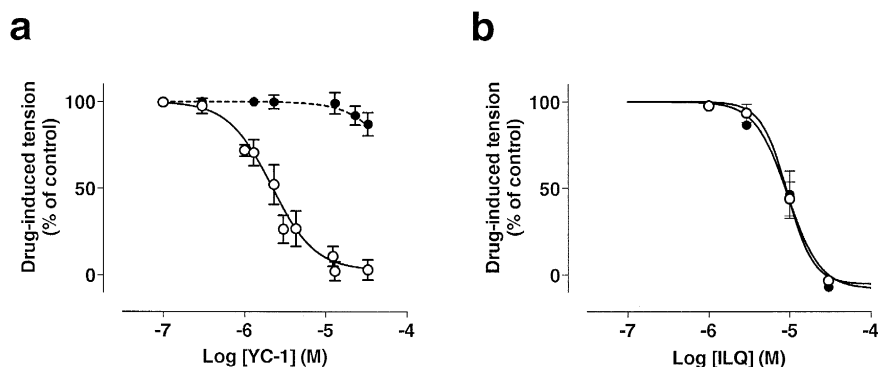 a
Drug-induced tension
(% of control)
100
50
0
-7
-6
-5
-4
Log [YC-1] (M)
b
Drug-induced tension
(% of control)
100
50
0
-7
-6
-5
-4
Log [ILQ] (M)